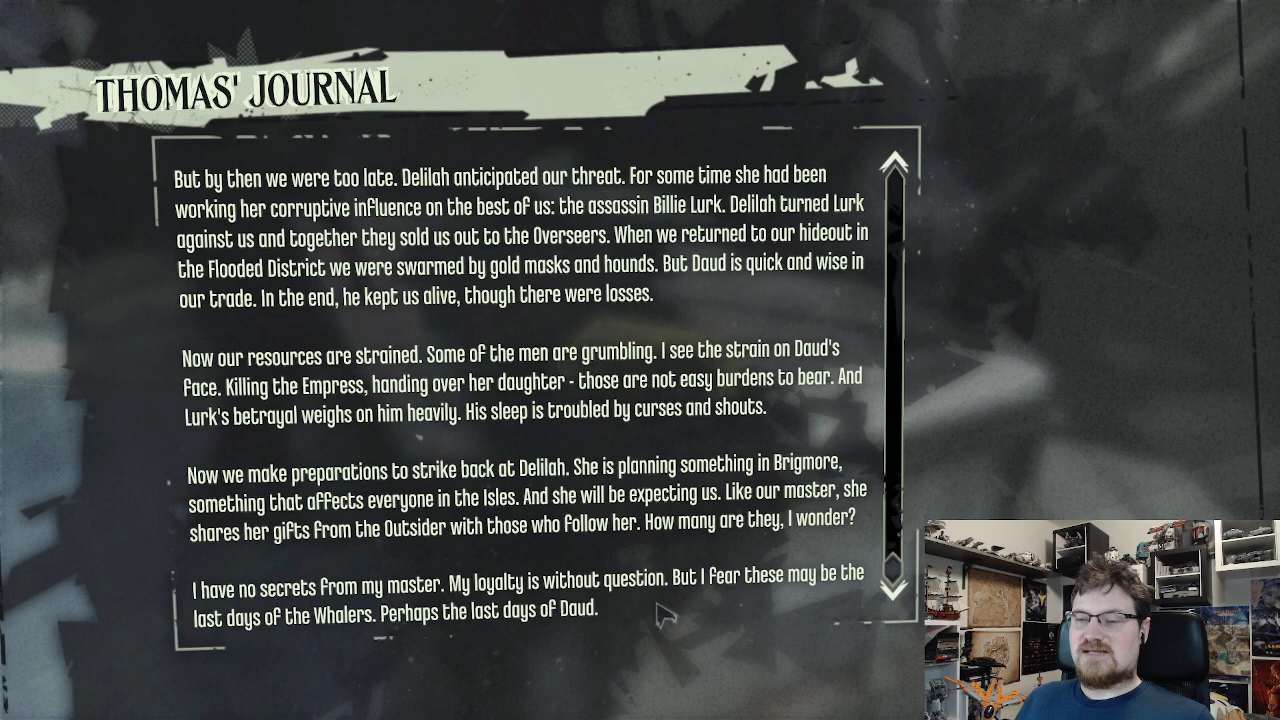 THOMAS' JOURNAL
But by then we were too late. Delilah anticipated our threat. For some time she had been
working her corruptive influence on the best of us: the assassin Billie Lurk. Delilah turned Lurk
against us and together they sold us out to the Overseers. When we returned to our hideout in
the Flooded District we were swarmed by gold masks and hounds. But Daud is quick and wise in
our trade. In the end, he kept us alive, though there were losses.
Now our resources are strained. Some of the men are grumbling. I see the strain on Daud's
face. Killing the Empress, handing over her daughter - those are not easy burdens to bear. And
Lurk's betrayal weighs on him heavily. His sleep is troubled by curses and shouts.
Now we make preparations to strike back at Delilah. She is planning something in Brigmore,
something that affects everyone in the Isles. And she will be expecting us. Like our master, she
shares her gifts from the Outsider with those who follow her. How many are they, I wonder?
I have no secrets from my master. My loyalty is without question. But I fear these may be the
last days of the Whalers. Perhaps the last days of Daud.